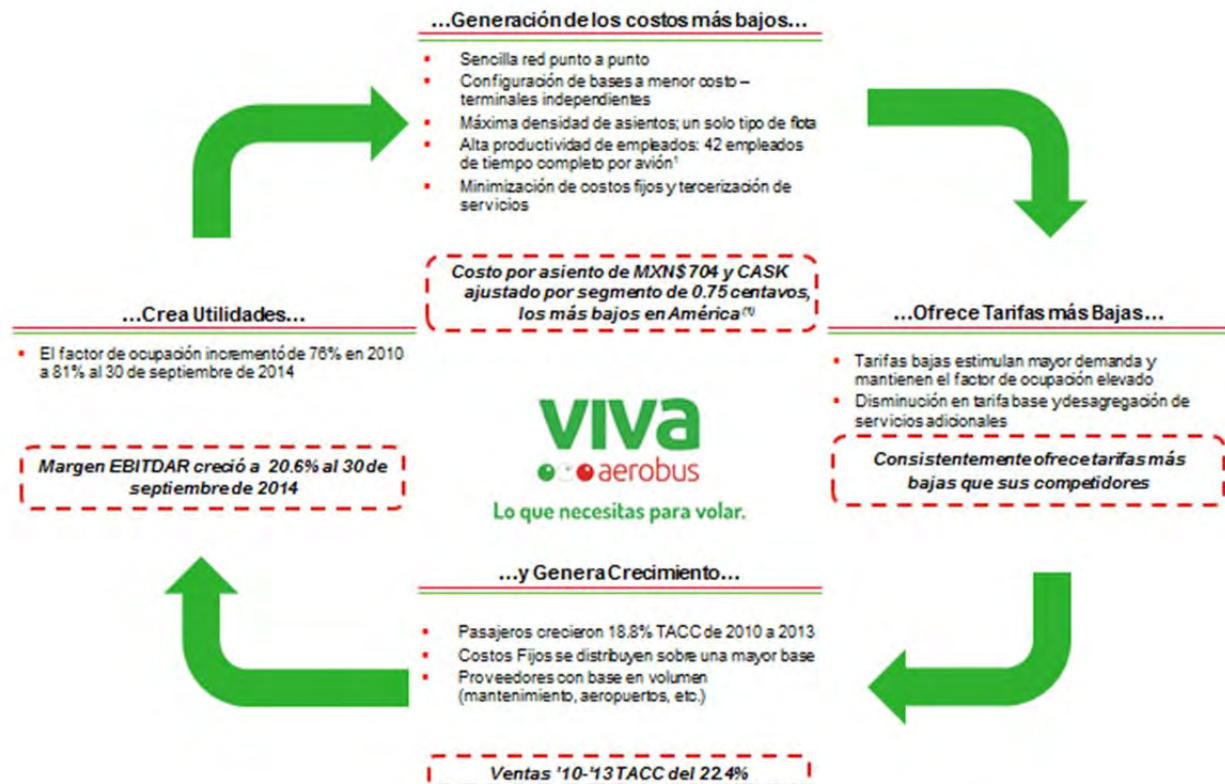 ...Generación de los costos más bajos...
Sencilla red punto a punto
Configuración de bases a menor costo –
terminales independientes
Máxima densidad de asientos; un solo tipo de flota
Alta productividad de empleados: 42 empleados
de tiempo completo por avión¹
Minimización de costos fijos y tercerización de
servicios
Costo por asiento de MXN$704 y CASK
ajustado por segmento de 0.75 centavos,
los más bajos en América⁽¹⁾
...Ofrece Tarifas más Bajas...
Tarifas bajas estimulan mayor demanda y
mantienen el factor de ocupación elevado
Disminución en tarifa base y desagregación de
servicios adicionales
Consistentemente ofrece tarifas más
bajas que sus competidores
...y Genera Crecimiento...
Pasajeros crecieron 18.8% TACC de 2010 a 2013
Costos Fijos se distribuyen sobre una mayor base
Proveedores con base en volumen
(mantenimiento, aeropuertos, etc.)
Ventas '10-'13 TACC del 22.4%
...Crea Utilidades...
El factor de ocupación incrementó de 76% en 2010
a 81% al 30 de septiembre de 2014
Margen EBITDAR creció a 20.6% al 30 de
septiembre de 2014
viva
aerobus
Lo que necesitas para volar.